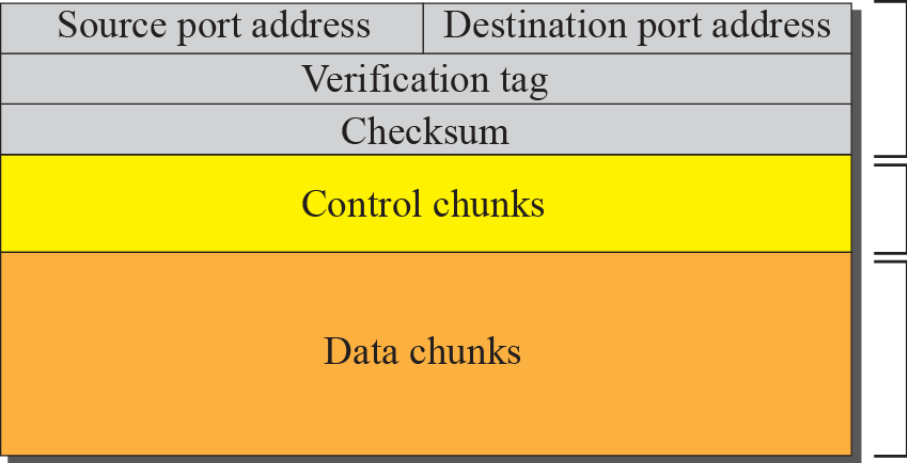 Source port address Destination port address
Verification tag
Checksum
Control chunks
Data chunks